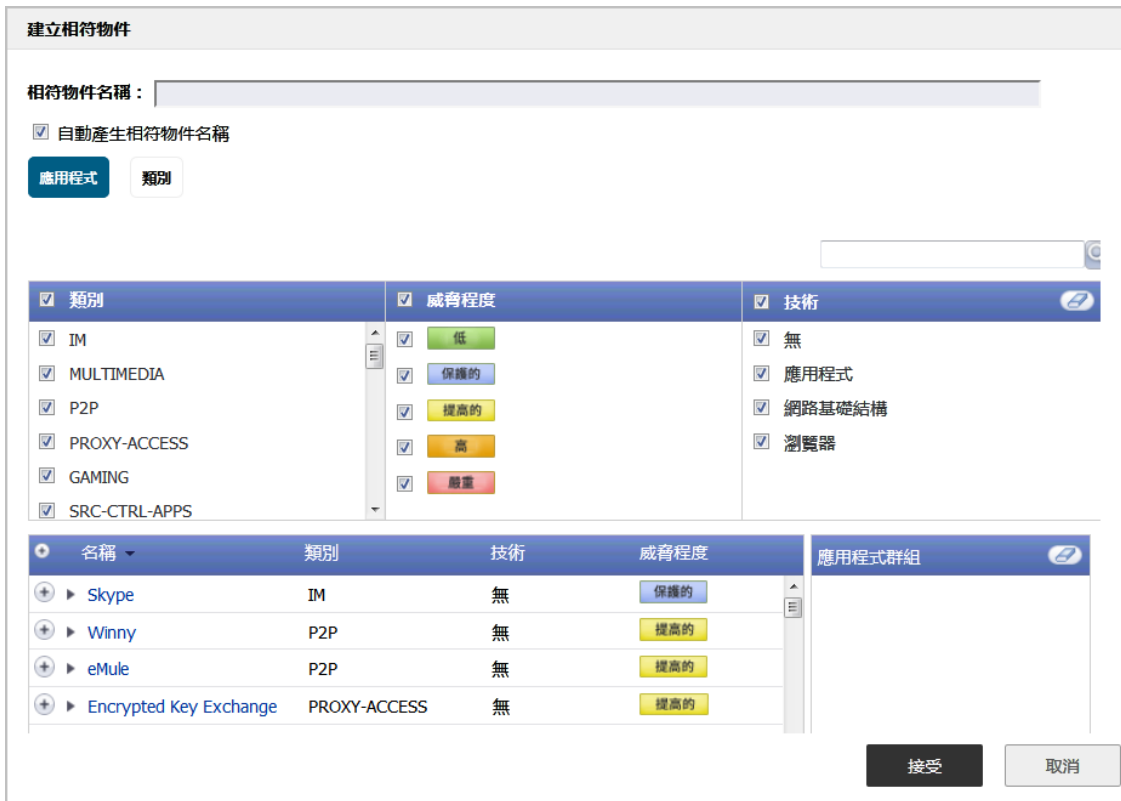 建立相符物件
相符物件名稱：
自動產生相符物件名稱
應用程式 類別
類別 威脅程度 技術
IM 低 無
MULTIMEDIA 保護的 應用程式
P2P 提高的 網路基礎結構
PROXY-ACCESS 高 瀏覽器
GAMING 嚴重
SRC-CTRL-APPS
名稱 類別 技術 威脅程度 應用程式群組
Skype IM 無 保護的
Winny P2P 無 提高的
eMule P2P 無 提高的
Encrypted Key Exchange PROXY-ACCESS 無 提高的
接受 取消